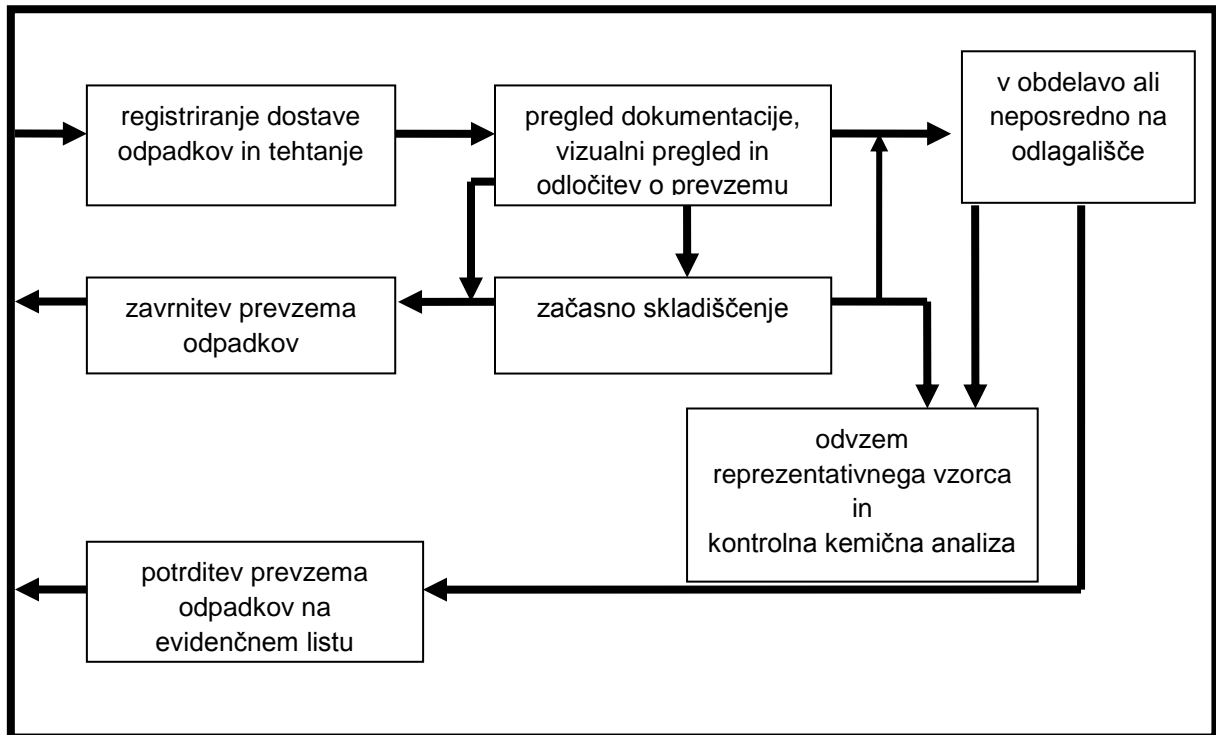 registriranje dostave
odpadkov in tehtanje
pregled dokumentacije,
vizualni pregled in
odločitev o prevzemu
v obdelavo ali
neposredno na
odlagališče
zavrnitev prevzema
odpadkov
začasno skladiščenje
odvzem
reprezentativnega vzorca
in
kontrolna kemična analiza
potrditev prevzema
odpadkov na
evidenčnem listu